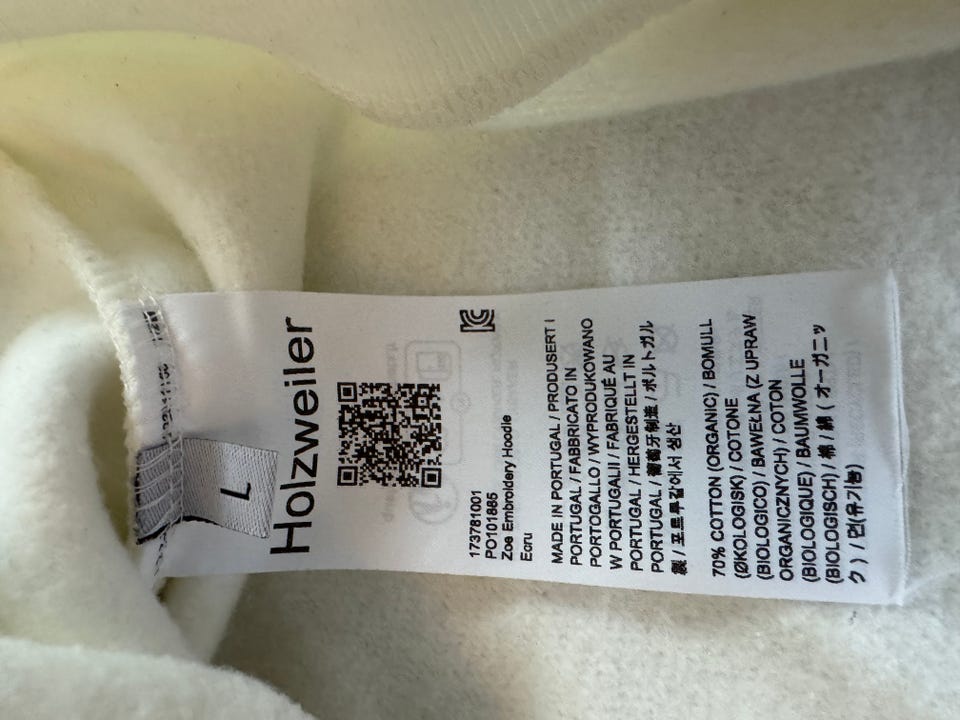 L
Holzweiler
KC
173781001
PO101885
Zoe Embroidery Hoodie
Ecru
MADE IN PORTUGAL / PRODUSERT I
PORTUGAL / FABBRICATO IN
PORTOGALLO / WYPRODUKOWANO
W PORTUGALII / FABRIQUÉ AU
PORTUGAL / HERGESTELLT IN
PORTUGAL / 葡萄牙制造 / ポルトガル
製 / 포르투갈에서 생산
70% COTTON (ORGANIC) / BOMULL
(ØKOLOGISK) / COTONE
(BIOLOGICO) / BAWEŁNA (Z UPRAW
ORGANICZNYCH) / COTON
(BIOLOGIQUE) / BAUMWOLLE
(BIOLOGISCH) / 棉 / 綿 ( オーガニッ
ク ) / 면(유기농)